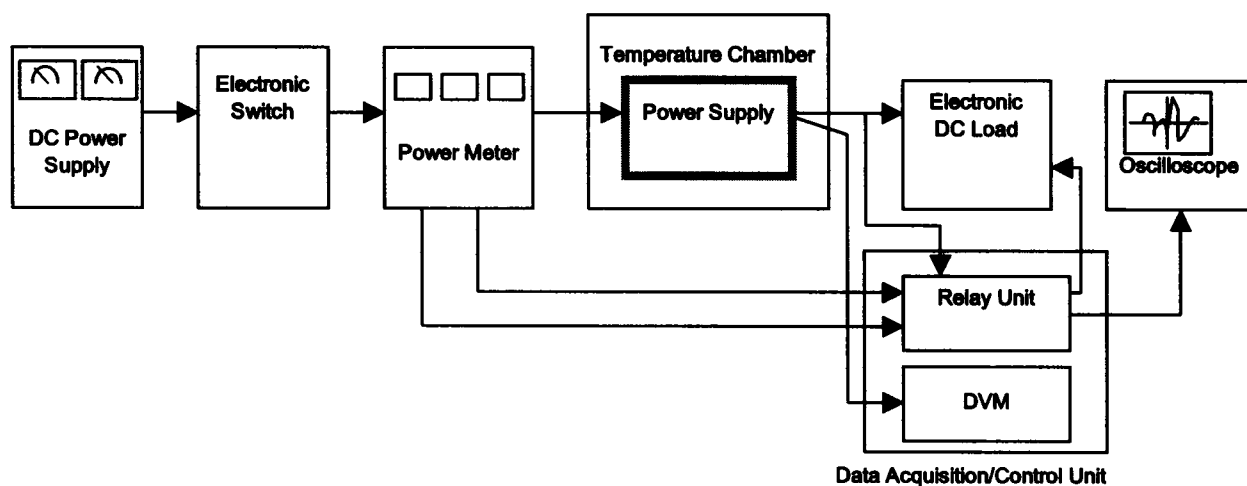 DC Power
Supply
Electronic
Switch
Power Meter
Temperature Chamber
Power Supply
Electronic
DC Load
Oscilloscope
Relay Unit
DVM
Data Acquisition/Control Unit